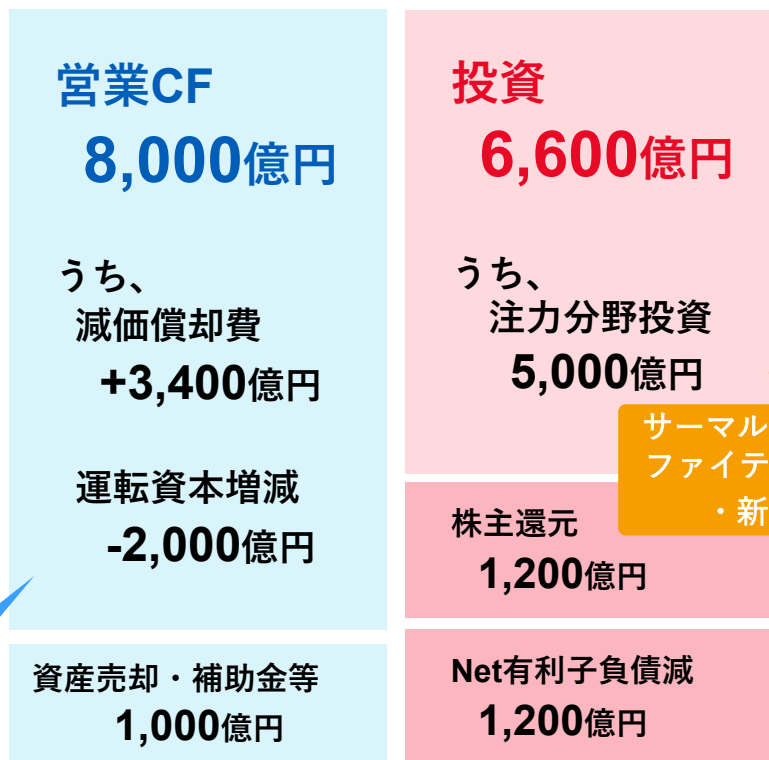 営業CF
8,000億円
うち、
減価償却費
+3,400億円
運転資本増減
-2,000億円
資産売却・補助金等
1,000億円
投資
6,600億円
うち、
注力分野投資
5,000億円
サーマル
ファイテ
・新
株主還元
1,200億円
Net有利子負債減
1,200億円